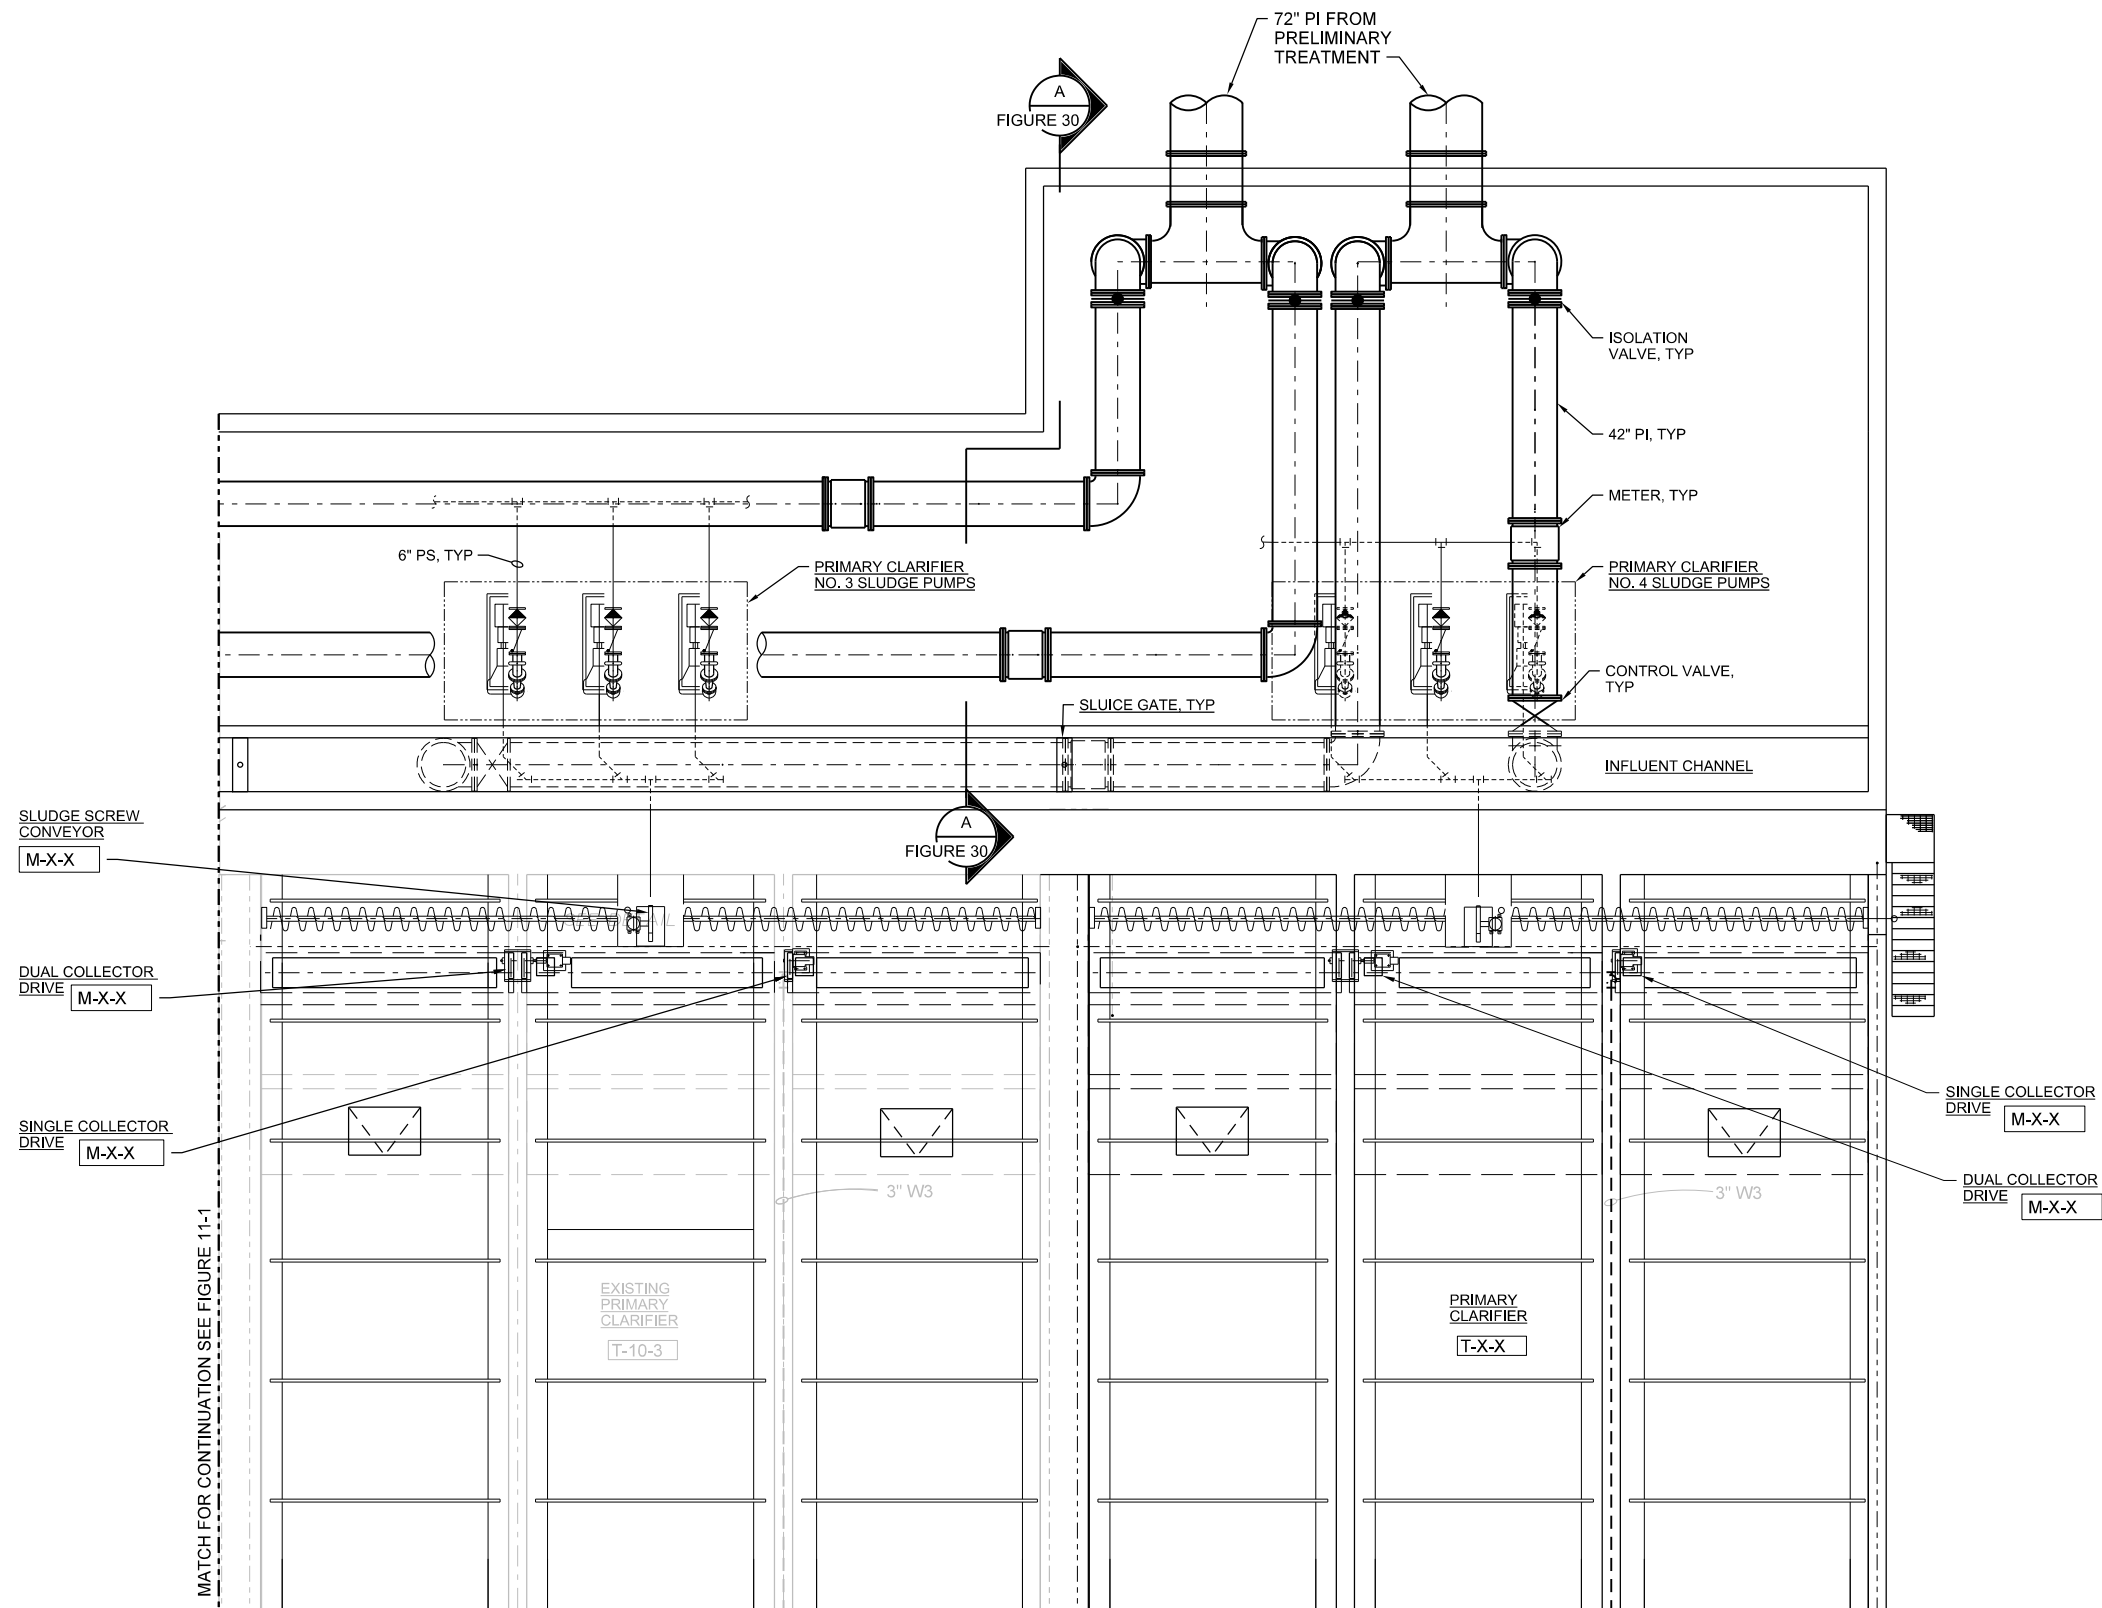 72" PI FROM
PRELIMINARY
TREATMENT
A
FIGURE 30
ISOLATION
VALVE, TYP
42" PI, TYP
METER, TYP
6" PS, TYP
PRIMARY CLARIFIER
NO. 3 SLUDGE PUMPS
PRIMARY CLARIFIER
NO. 4 SLUDGE PUMPS
CONTROL VALVE,
TYP
SLUICE GATE, TYP
INFLUENT CHANNEL
SLUDGE SCREW
CONVEYOR
M-X-X
A
FIGURE 30
DUAL COLLECTOR
DRIVE M-X-X
SINGLE COLLECTOR
DRIVE M-X-X
SINGLE COLLECTOR
DRIVE M-X-X
DUAL COLLECTOR
DRIVE M-X-X
3" W3
3" W3
EXISTING
PRIMARY
CLARIFIER
T-10-3
PRIMARY
CLARIFIER
T-X-X
MATCH FOR CONTINUATION SEE FIGURE 11-1